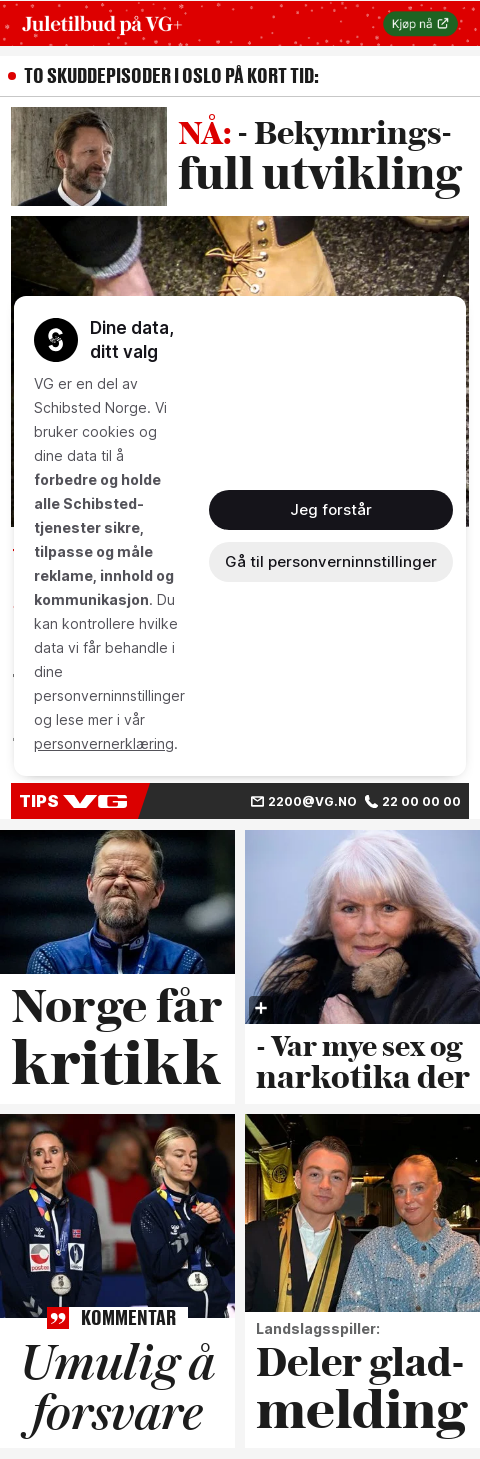 Juletilbud på VG+
Kjøp nå
TO SKUDDEPISODER I OSLO PÅ KORT TID:
NÅ: - Bekymrings-
full utvikling
Dine data,
ditt valg
VG er en del av
Schibsted Norge. Vi
bruker cookies og
dine data til å
forbedre og holde
alle Schibsted-
tjenester sikre,
tilpasse og måle
reklame, innhold og
kommunikasjon. Du
kan kontrollere hvilke
data vi får behandle i
dine
personverninnstillinger
og lese mer i vår
personvernerklæring.
Jeg forstår
Gå til personverninnstillinger
TIPS VG
2200@VG.NO
22 00 00 00
Norge får
kritikk
- Var mye sex og
narkotika der
KOMMENTAR
Umulig å
forsvare
Landslagsspiller:
Deler glad-
melding